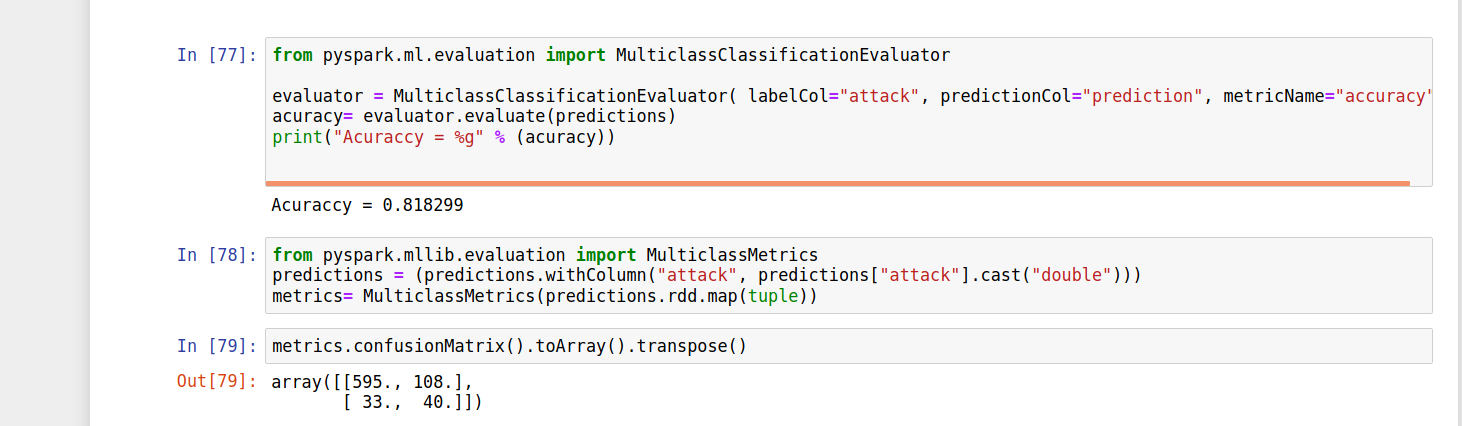 In [77]: from pyspark.ml.evaluation import MulticlassClassificationEvaluator
evaluator = MulticlassClassificationEvaluator( labelCol="attack", predictionCol="prediction", metricName="accuracy"
acuracy= evaluator.evaluate(predictions)
print("Acuraccy = %g" % (acuracy))
Acuraccy = 0.818299
In [78]: from pyspark.mllib.evaluation import MulticlassMetrics
predictions = (predictions.withColumn("attack", predictions["attack"].cast("double")))
metrics= MulticlassMetrics(predictions.rdd.map(tuple))
In [79]: metrics.confusionMatrix().toArray().transpose()
Out[79]: array([[595., 108.],
[ 33.,  40.]])